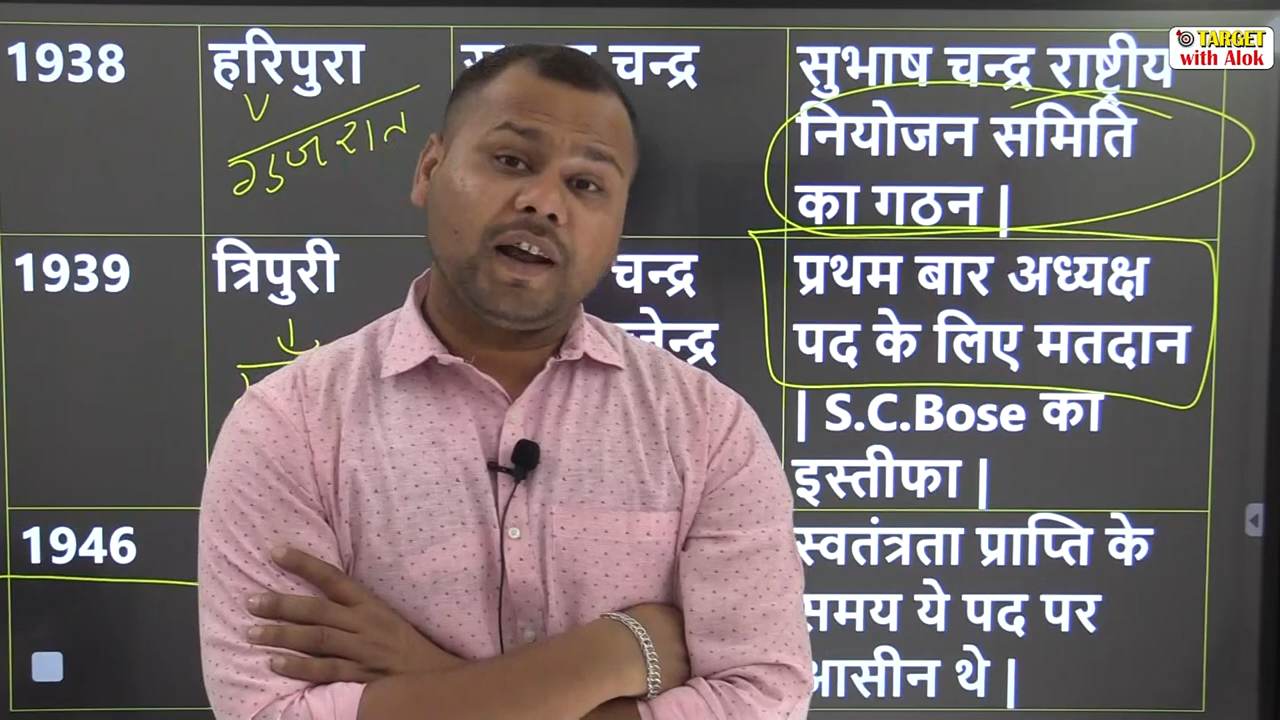 TARGET
with Alok
1938
हरिपुरा
चन्द्र
सुभाष चन्द्र राष्ट्रीय
नियोजन समिति
का गठन |
गुजरात
1939
त्रिपुरी
चन्द्र
प्रथम बार अध्यक्ष
पद के लिए मतदान
| S.C.Bose का
इस्तीफा |
1946
स्वतंत्रता प्राप्ति के
समय ये पद पर
आसीन थे |